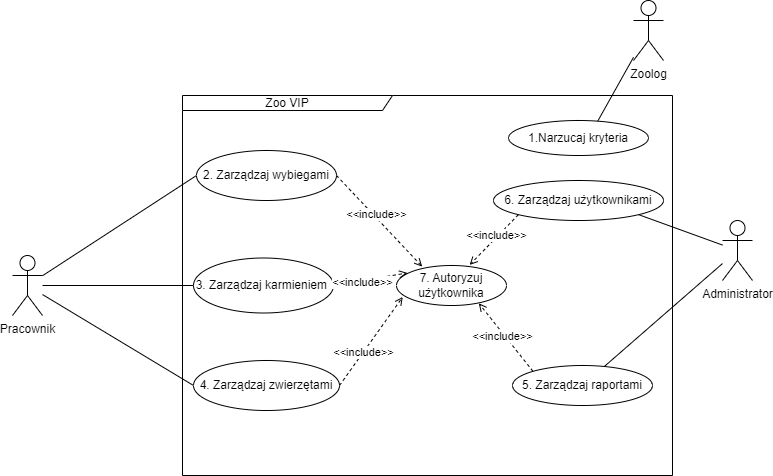 Zoolog
Zoo VIP
1.Narzucaj kryteria
2. Zarządzaj wybiegami
6. Zarządzaj użytkownikami
<<include>>
<<include>>
3. Zarządzaj karmieniem
<<include>>
7. Autoryzuj
użytkownika
Administrator
Pracownik
<<include>>
<<include>>
4. Zarządzaj zwierzętami
5. Zarządzaj raportami